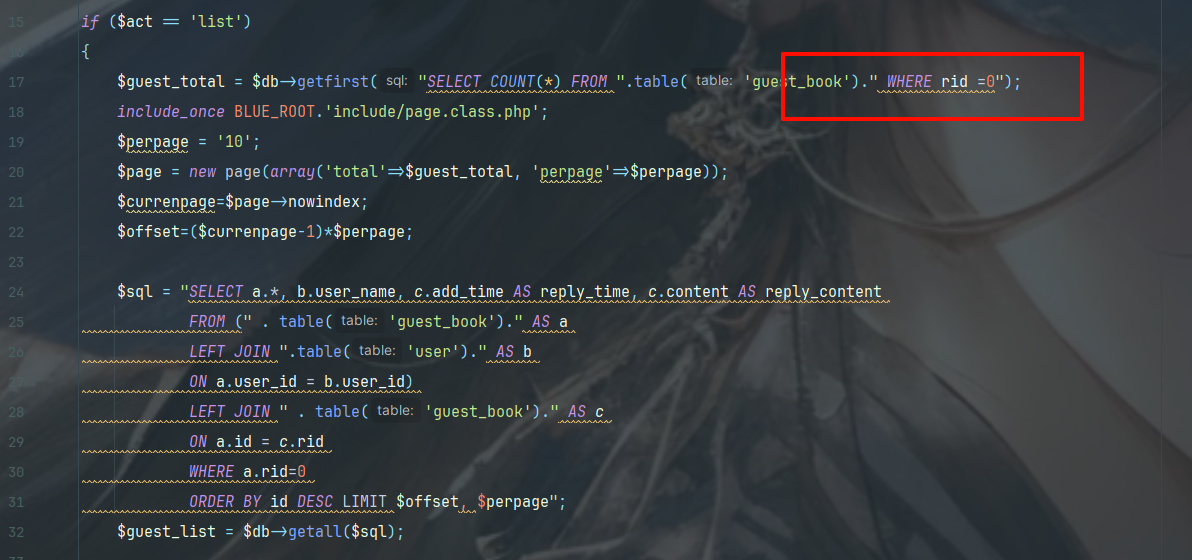 15 if ($act == 'list')
{
17 $guest_total = $db->getfirst( sql: "SELECT COUNT(*) FROM ".table( table: 'guest_book')." WHERE rid =0");
18 include_once BLUE_ROOT.'include/page.class.php';
19 $perpage = '10';
20 $page = new page(array('total'=>$guest_total, 'perpage'=>$perpage));
21 $currenpage=$page->nowindex;
22 $offset=($currenpage-1)*$perpage;
23
24 $sql = "SELECT a.*, b.user_name, c.add_time AS reply_time, c.content AS reply_content
25 FROM (" . table( table: 'guest_book')." AS a
26 LEFT JOIN ".table( table: 'user')." AS b
27 ON a.user_id = b.user_id)
28 LEFT JOIN " . table( table: 'guest_book')." AS c
29 ON a.id = c.rid
30 WHERE a.rid=0
31 ORDER BY id DESC LIMIT $offset, $perpage";
32 $guest_list = $db->getall($sql);